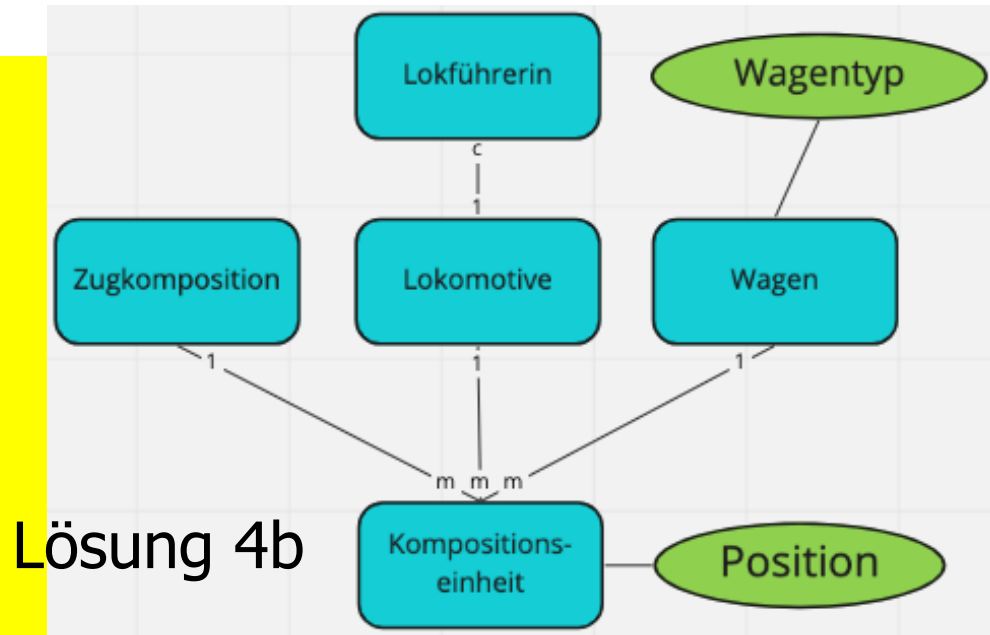 Lokführerin
Wagentyp
c
1
Zugkomposition
Lokomotive
Wagen
1
1
1
m
m
m
Kompositions-
einheit
Position
Lösung 4b